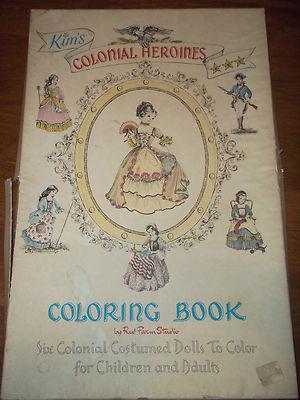 Kim's
COLONIAL HEROINES
COLORING BOOK
by Red Farm Studio
Six Colonial Costumed Dolls To Color
for Children and Adults